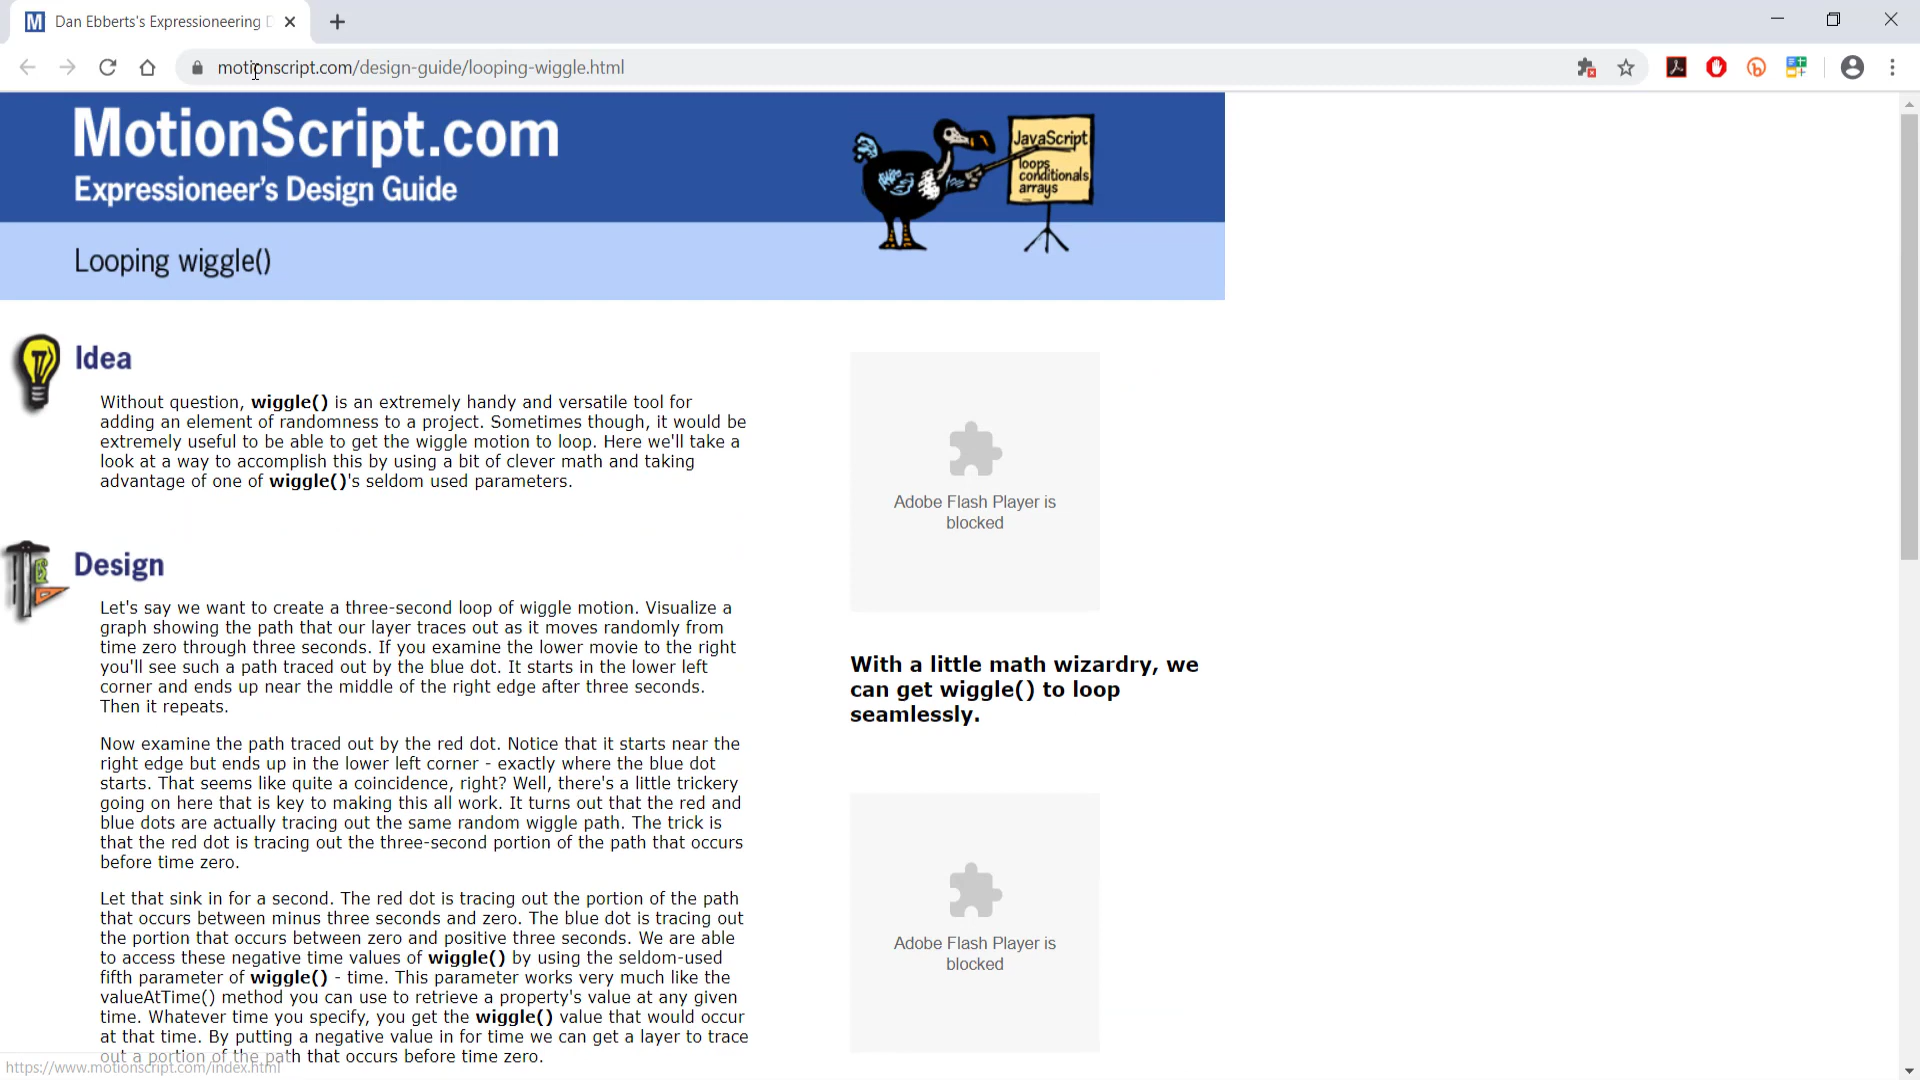 Dan Ebberts's Expressioneering D
motionscript.com/design-guide/looping-wiggle.html
MotionScript.com
Expressioneer's Design Guide
JavaScript
loops
conditionals
arrays
Looping wiggle()
Idea
Without question, wiggle() is an extremely handy and versatile tool for
adding an element of randomness to a project. Sometimes though, it would be
extremely useful to be able to get the wiggle motion to loop. Here we'll take a
look at a way to accomplish this by using a bit of clever math and taking
advantage of one of wiggle()'s seldom used parameters.
Adobe Flash Player is
blocked
Design
Let's say we want to create a three-second loop of wiggle motion. Visualize a
graph showing the path that our layer traces out as it moves randomly from
time zero through three seconds. If you examine the lower movie to the right
you'll see such a path traced out by the blue dot. It starts in the lower left
corner and ends up near the middle of the right edge after three seconds.
Then it repeats.
Now examine the path traced out by the red dot. Notice that it starts near the
right edge but ends up in the lower left corner - exactly where the blue dot
starts. That seems like quite a coincidence, right? Well, there's a little trickery
going on here that is key to making this all work. It turns out that the red and
blue dots are actually tracing out the same random wiggle path. The trick is
that the red dot is tracing out the three-second portion of the path that occurs
before time zero.
Let that sink in for a second. The red dot is tracing out the portion of the path
that occurs between minus three seconds and zero. The blue dot is tracing out
the portion that occurs between zero and positive three seconds. We are able
to access these negative time values of wiggle() by using the seldom-used
fifth parameter of wiggle() - time. This parameter works very much like the
valueAtTime() method you can use to retrieve a property's value at any given
time. Whatever time you specify, you get the wiggle() value that would occur
at that time. By putting a negative value in for time we can get a layer to trace
out a portion of the path that occurs before time zero.
With a little math wizardry, we
can get wiggle() to loop
seamlessly.
Adobe Flash Player is
blocked
https://www.motionscript.com/index.html